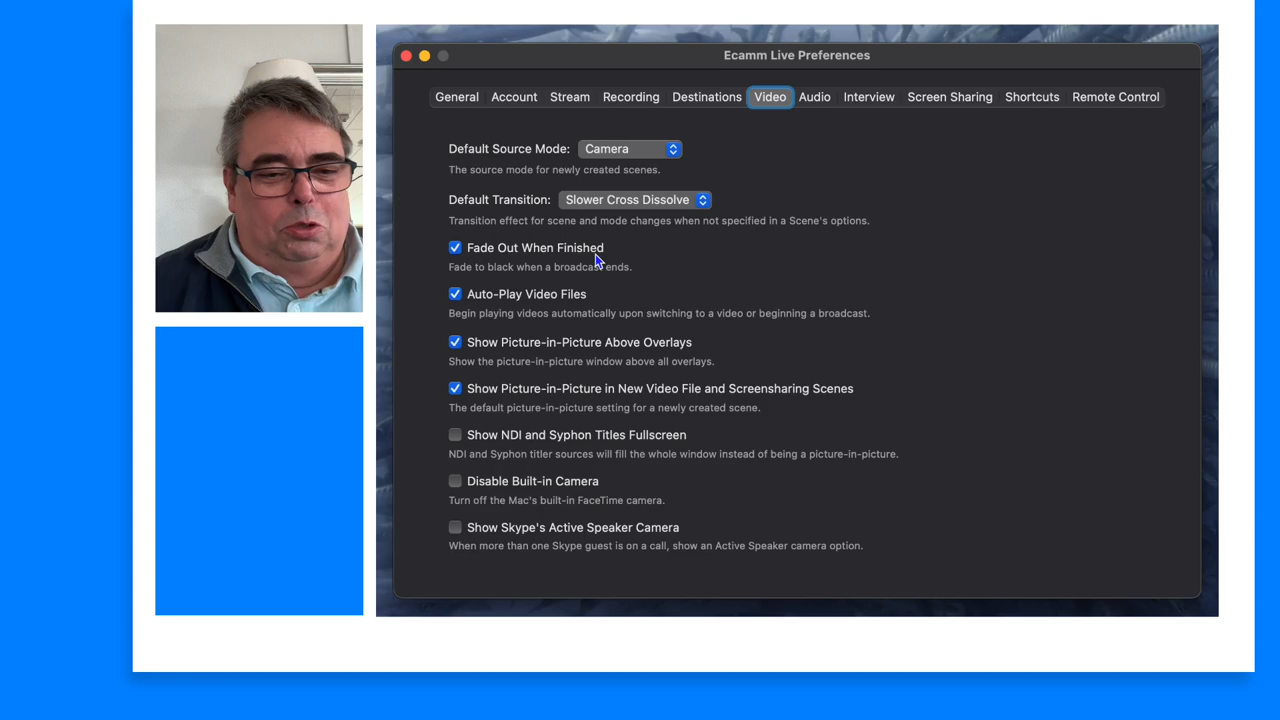 Ecamm Live Preferences
General Account Stream Recording Destinations Video Audio Interview Screen Sharing Shortcuts Remote Control
Default Source Mode: Camera
The source mode for newly created scenes.
Default Transition: Slower Cross Dissolve
Transition effect for scene and mode changes when not specified in a Scene's options.
Fade Out When Finished
Fade to black when a broadcast ends.
Auto-Play Video Files
Begin playing videos automatically upon switching to a video or beginning a broadcast.
Show Picture-in-Picture Above Overlays
Show the picture-in-picture window above all overlays.
Show Picture-in-Picture in New Video File and Screensharing Scenes
The default picture-in-picture setting for a newly created scene.
Show NDI and Syphon Titles Fullscreen
NDI and Syphon titler sources will fill the whole window instead of being a picture-in-picture.
Disable Built-in Camera
Turn off the Mac's built-in FaceTime camera.
Show Skype's Active Speaker Camera
When more than one Skype guest is on a call, show an Active Speaker camera option.